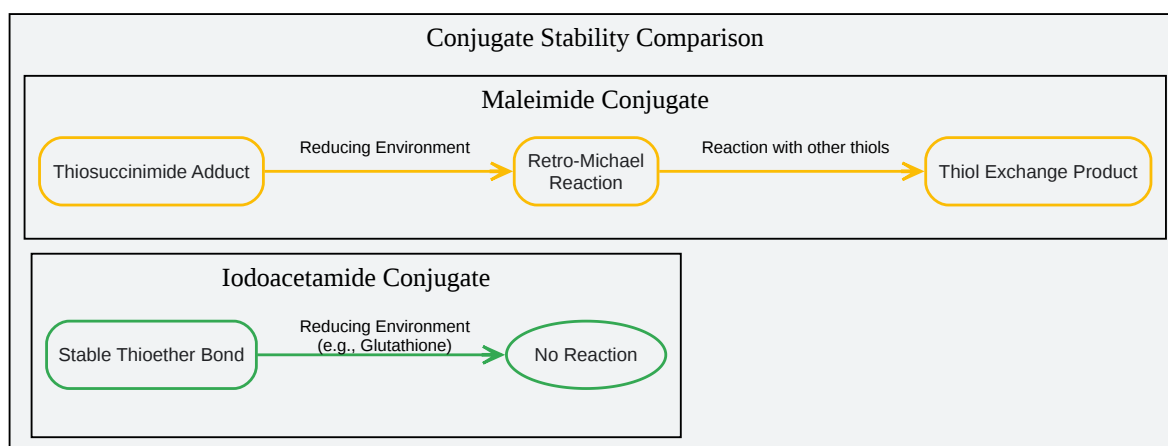 Conjugate Stability Comparison
Maleimide Conjugate
Thiosuccinimide Adduct
Reducing Environment
Retro-Michael
Reaction
Reaction with other thiols
Thiol Exchange Product
Iodoacetamide Conjugate
Stable Thioether Bond
Reducing Environment
(e.g., Glutathione)
No Reaction